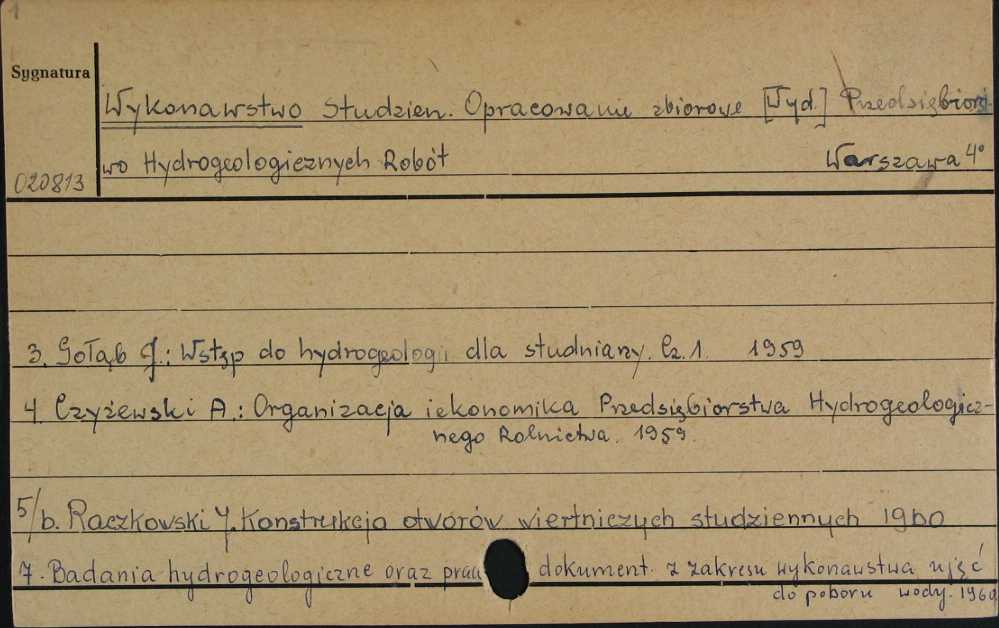 1
Sygnatura
Wykonawstwo Studzien. Opracowanie zbiorowe [Wyd.] Przedsiębiorst-
wo Hydrogeologicznych Robót Warszawa 4°
020813
3. Gołąb J.: Wstęp do hydrogeologii dla studniarzy. Cz. 1. 1959
4. Czyżewski A.: Organizacja i ekonomika Przedsiębiorstwa Hydrogeologicz-
nego Rolnictwa. 1959.
5/6. Raczkowski J. Konstrukcja otworów wiertniczych studziennych 1960
7. Badania hydrogeologiczne oraz dokument. z zakresu wykonawstwa ujęć
do poboru wody. 1960